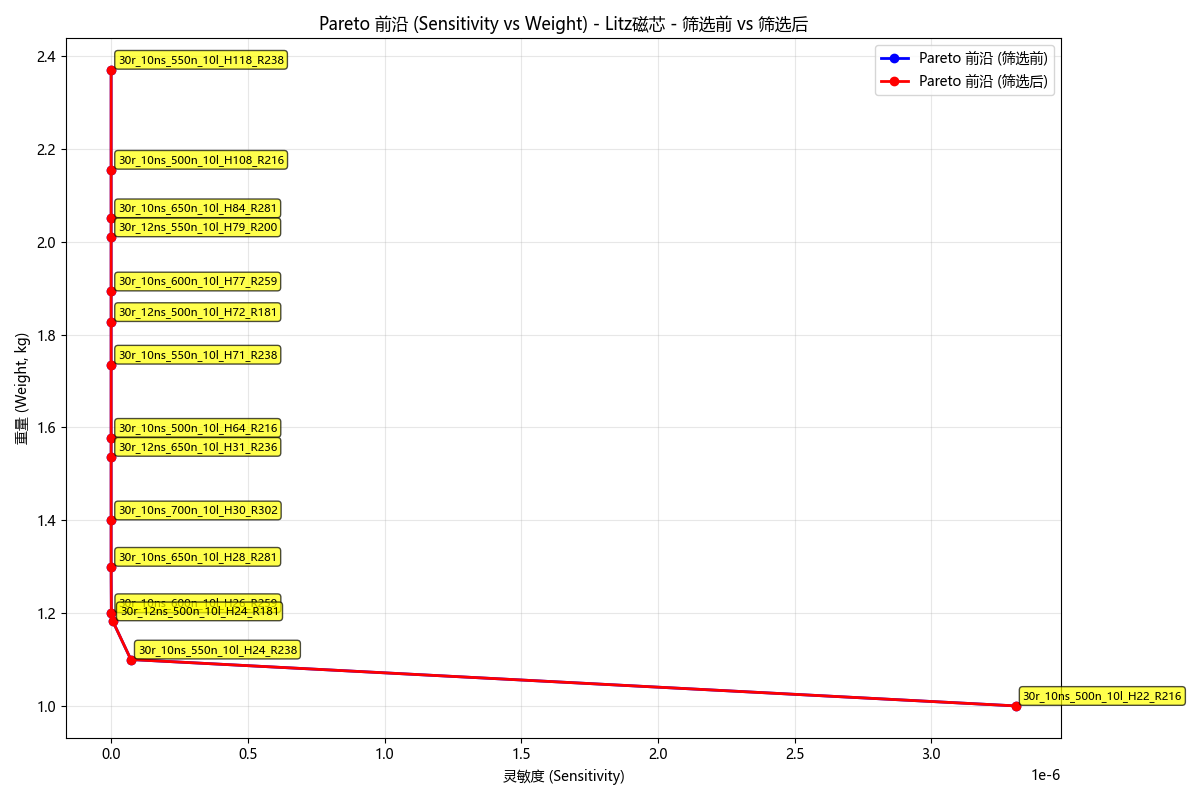 Pareto 前沿 (Sensitivity vs Weight) - Litz磁芯 - 筛选前 vs 筛选后
Pareto 前沿 (筛选前)
Pareto 前沿 (筛选后)
重量 (Weight, kg)
2.4
2.2
2.0
1.8
1.6
1.4
1.2
1.0
30r_10ns_550n_10l_H118_R238
30r_10ns_500n_10l_H108_R216
30r_10ns_650n_10l_H84_R281
30r_12ns_550n_10l_H79_R200
30r_10ns_600n_10l_H77_R259
30r_12ns_500n_10l_H72_R181
30r_10ns_550n_10l_H71_R238
30r_10ns_500n_10l_H64_R216
30r_12ns_650n_10l_H31_R236
30r_10ns_700n_10l_H30_R302
30r_10ns_650n_10l_H28_R281
30r_10ns_600n_10l_H26_R259
30r_12ns_500n_10l_H24_R181
30r_10ns_550n_10l_H24_R238
30r_10ns_500n_10l_H22_R216
0.0 0.5 1.0 1.5 2.0 2.5 3.0
1e-6
灵敏度 (Sensitivity)